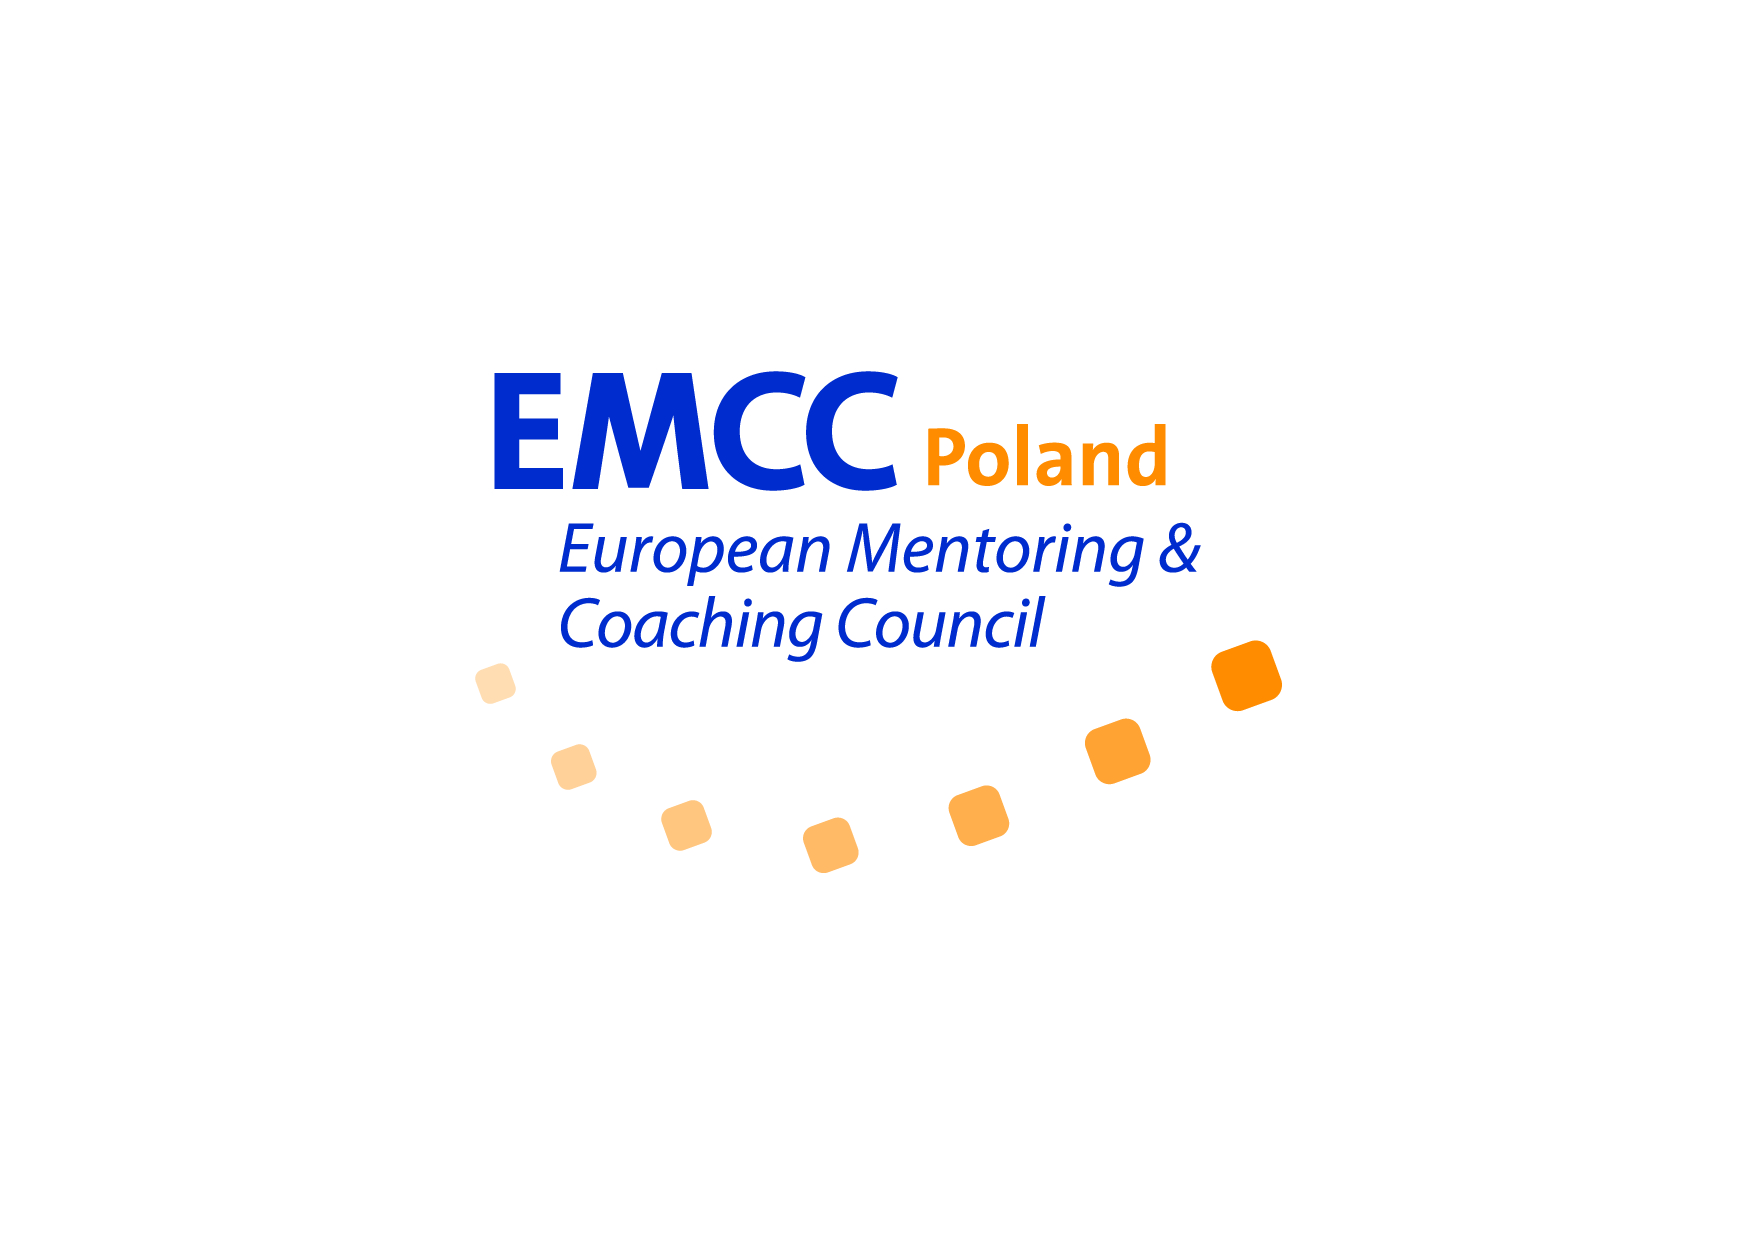 EMCC Poland
European Mentoring &
Coaching Council